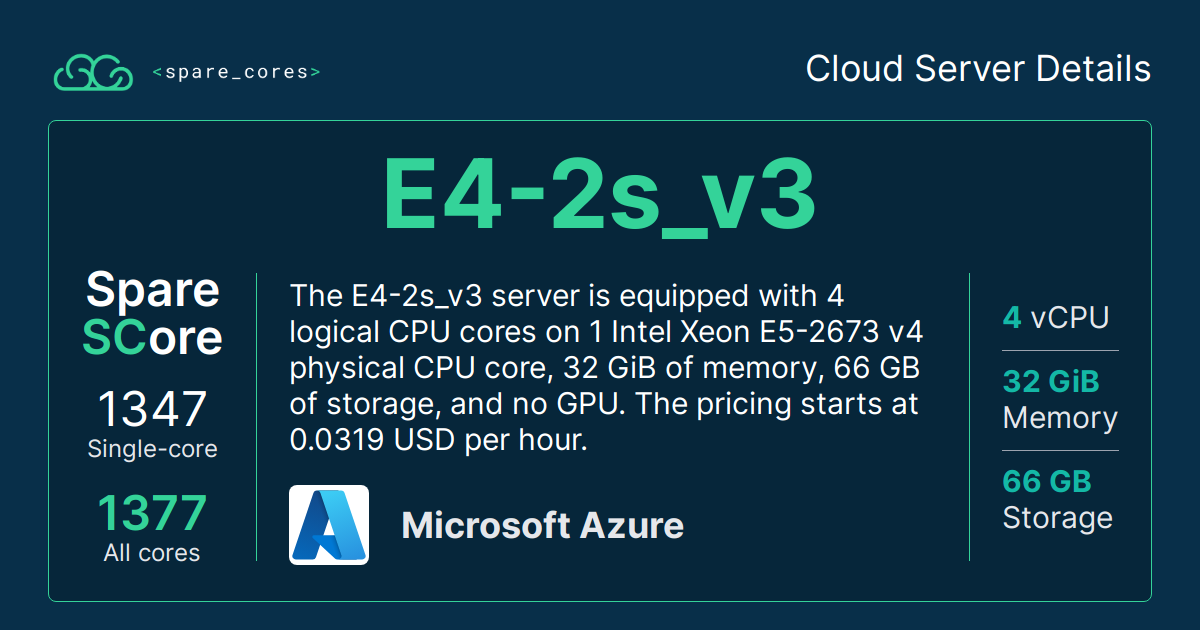 <spare_cores>
Cloud Server Details
E4-2s_v3
Spare
SCore
1347
Single-core
1377
All cores
The E4-2s_v3 server is equipped with 4
logical CPU cores on 1 Intel Xeon E5-2673 v4
physical CPU core, 32 GiB of memory, 66 GB
of storage, and no GPU. The pricing starts at
0.0319 USD per hour.
Microsoft Azure
4 vCPU
32 GiB
Memory
66 GB
Storage